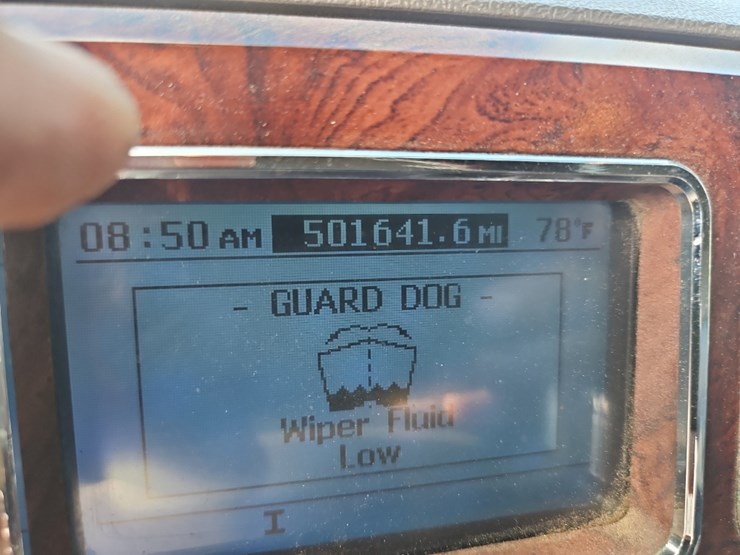 08:50 AM 501641.6 MI 78°F
- GUARD DOG -
Wiper Fluid
Low
I